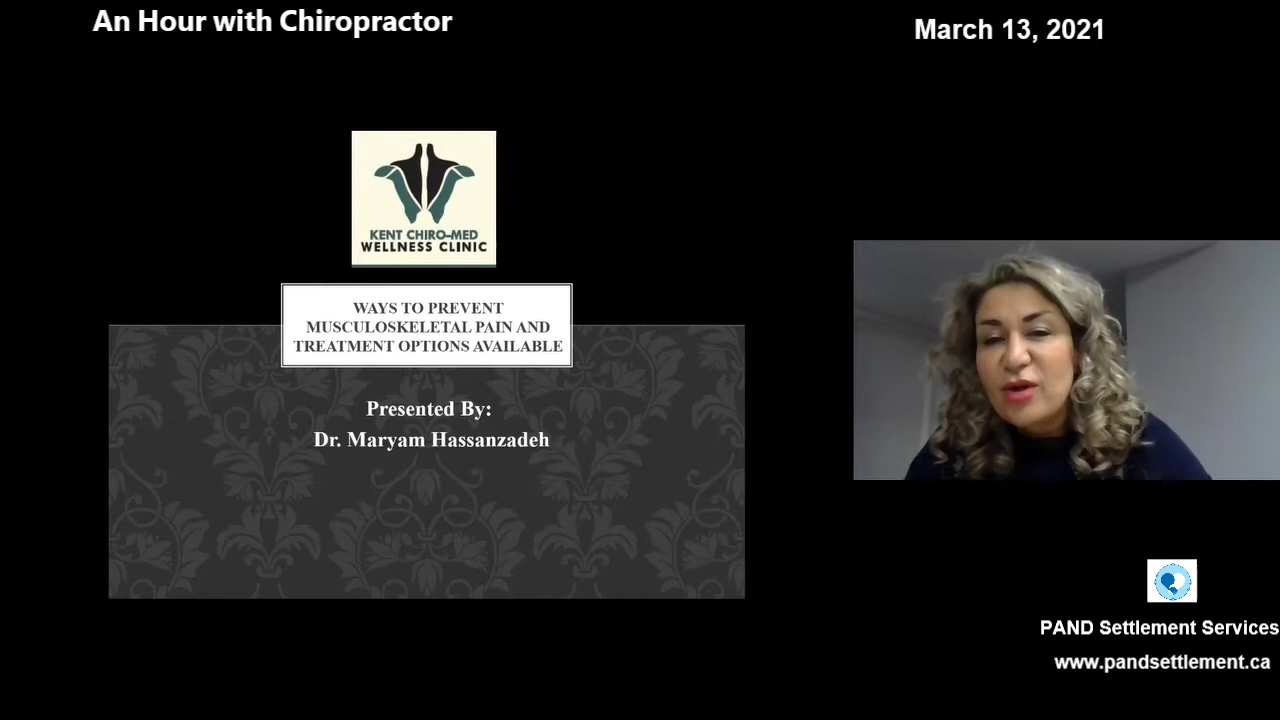 An Hour with Chiropractor
March 13, 2021
KENT CHIRO-MED
WELLNESS CLINIC
WAYS TO PREVENT
MUSCULOSKELETAL PAIN AND
TREATMENT OPTIONS AVAILABLE
Presented By:
Dr. Maryam Hassanzadeh
PAND Settlement Services
www.pandsettlement.ca